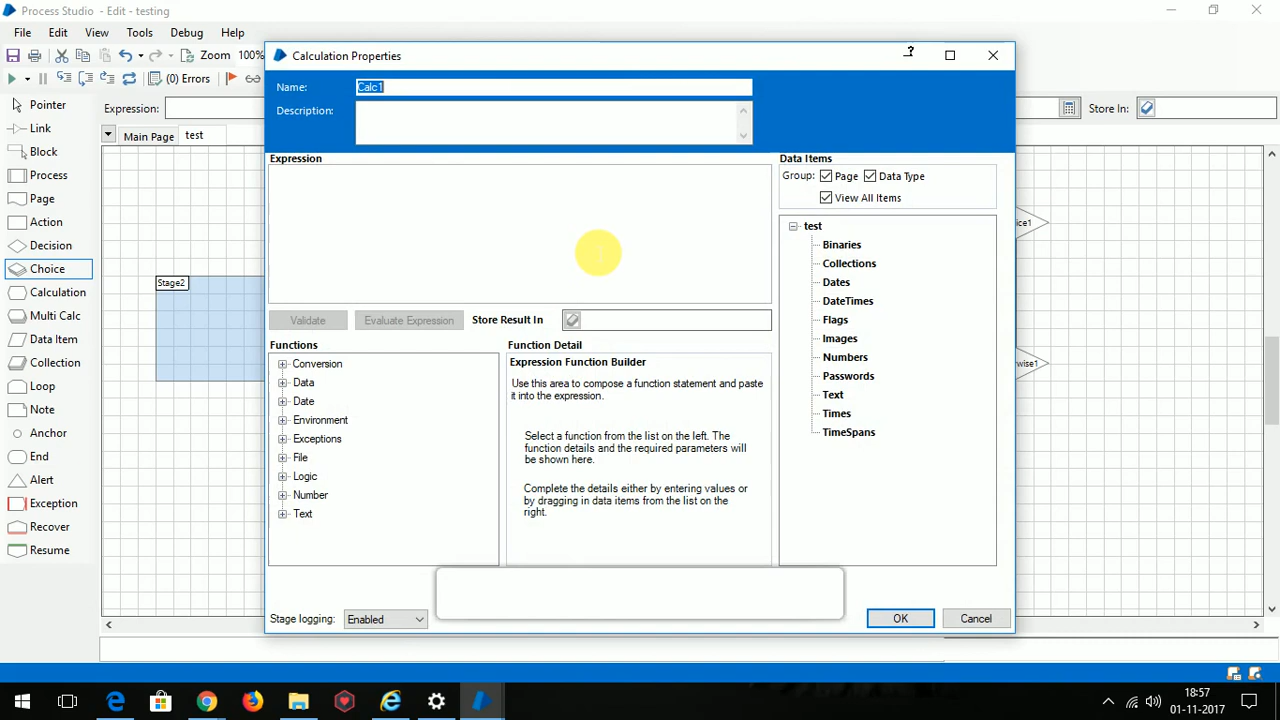 Process Studio - Edit - testing
File Edit View Tools Debug Help
Zoom 100%
(0) Errors
Pointer
Link
Block
Process
Page
Action
Decision
Choice
Calculation
Multi Calc
Data Item
Collection
Loop
Note
Anchor
End
Alert
Exception
Recover
Resume
Expression:
Store In:
Main Page test
Stage2
Calculation Properties
Name: Calc1
Description:
Expression
Validate Evaluate Expression Store Result In
Functions
Conversion
Data
Date
Environment
Exceptions
File
Logic
Number
Text
Function Detail
Expression Function Builder
Use this area to compose a function statement and paste
it into the expression.
Select a function from the list on the left. The
function details and the required parameters will
be shown here.
Complete the details either by entering values or
by dragging in data items from the list on the
right.
Data Items
Group: Page Data Type
View All Items
test
Binaries
Collections
Dates
DateTimes
Flags
Images
Numbers
Passwords
Text
Times
TimeSpans
Stage logging: Enabled
OK Cancel
18:57
01-11-2017